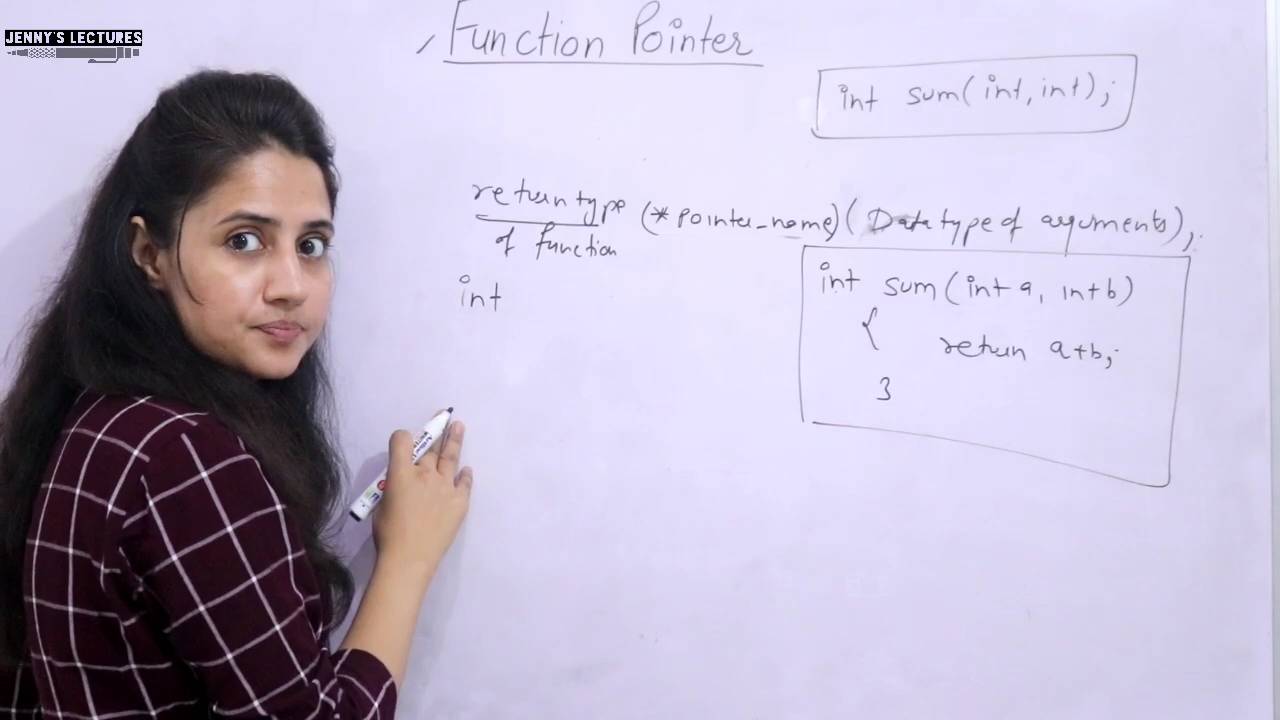 JENNY'S LECTURES
Function Pointer
int sum(int, int);
return type (*pointer_name)(Datatype of arguments);
of function
int
int sum(int a, int b)
{
return a+b;
}